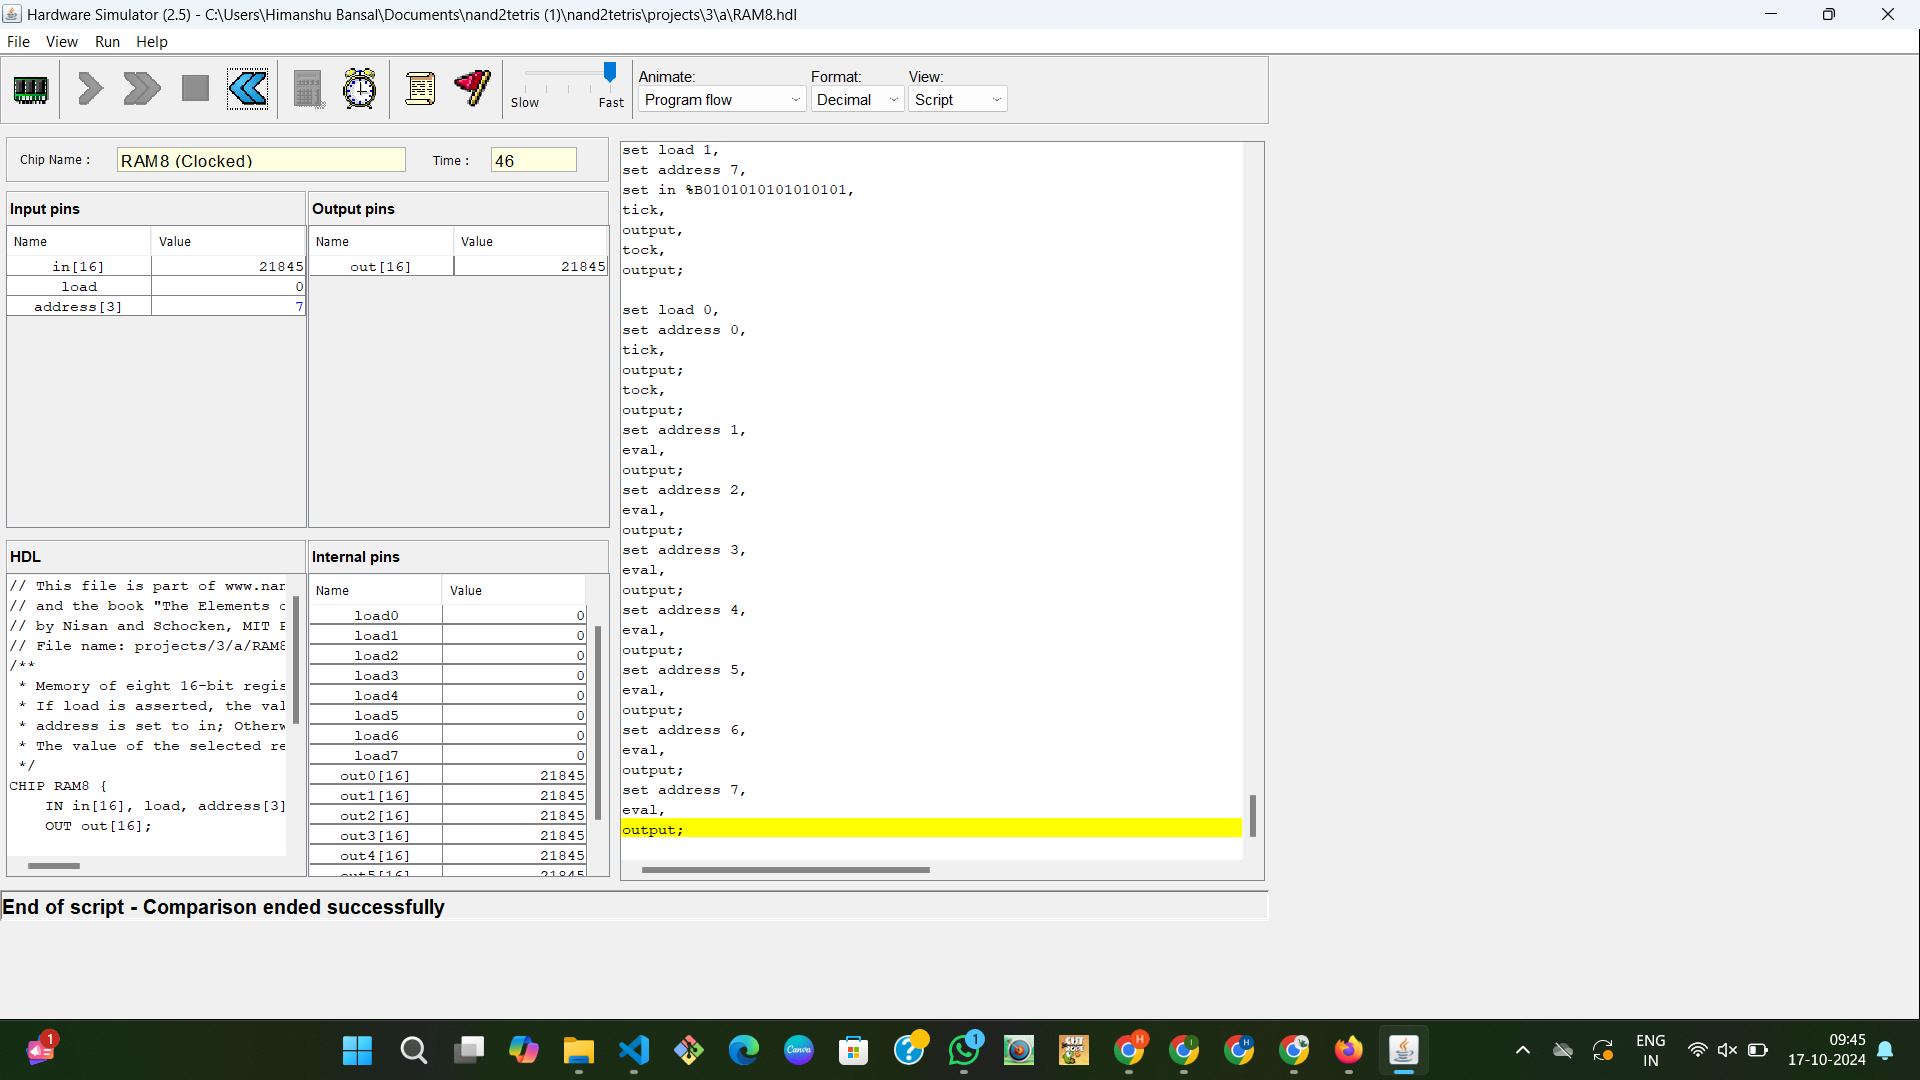 Hardware Simulator (2.5) - C:\Users\Himanshu Bansal\Documents\nand2tetris (1)\nand2tetris\projects\3\a\RAM8.hdl
File View Run Help
Slow Fast
Animate: Format: View:
Program flow Decimal Script
Chip Name : RAM8 (Clocked) Time : 46
Input pins
Name Value
in[16] 21845
load 0
address[3] 7
Output pins
Name Value
out[16] 21845
HDL
// This file is part of www.nan
// and the book "The Elements o
// by Nisan and Schocken, MIT P
// File name: projects/3/a/RAM8
/**
* Memory of eight 16-bit regis
* If load is asserted, the val
* address is set to in; Otherw
* The value of the selected re
*/
CHIP RAM8 {
IN in[16], load, address[3]
OUT out[16];
Internal pins
Name Value
load0 0
load1 0
load2 0
load3 0
load4 0
load5 0
load6 0
load7 0
out0[16] 21845
out1[16] 21845
out2[16] 21845
out3[16] 21845
out4[16] 21845
out5[16] 21845
set load 1,
set address 7,
set in %B0101010101010101,
tick,
output,
tock,
output;
set load 0,
set address 0,
tick,
output;
tock,
output;
set address 1,
eval,
output;
set address 2,
eval,
output;
set address 3,
eval,
output;
set address 4,
eval,
output;
set address 5,
eval,
output;
set address 6,
eval,
output;
set address 7,
eval,
output;
End of script - Comparison ended successfully
1
Canva
1
H
I
H
ENG
IN
09:45
17-10-2024